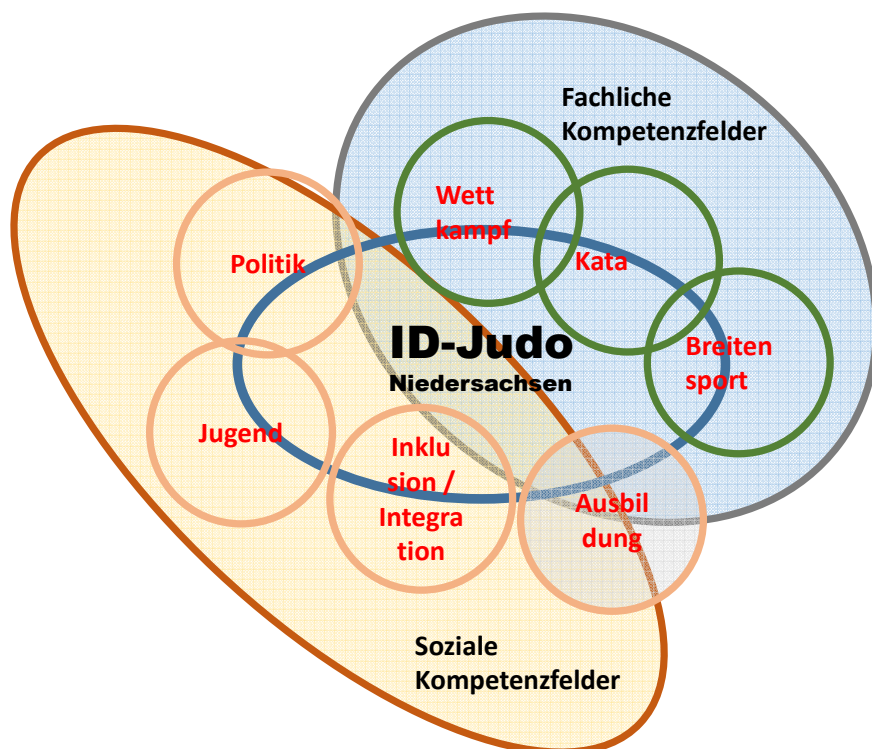 Fachliche
Kompetenzfelder
Wett
kampf
Kata
Politik
ID-Judo
Niedersachsen
Breiten
sport
Jugend
Inklu
sion /
Integra
tion
Ausbil
dung
Soziale
Kompetenzfelder